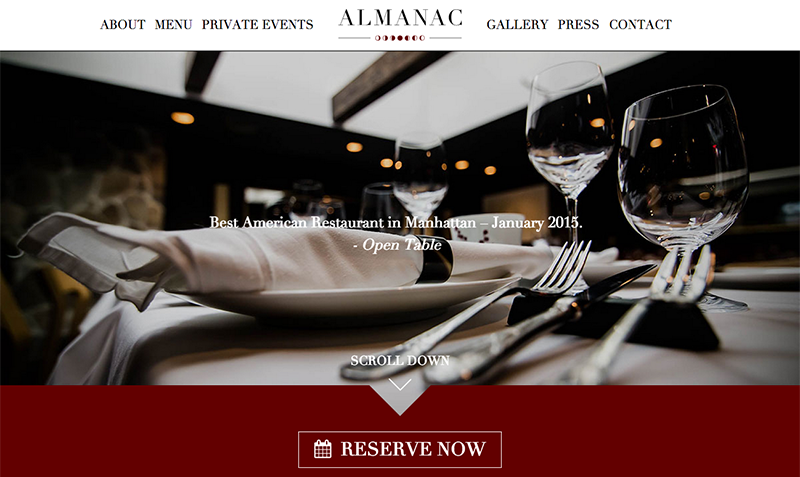 ABOUT MENU PRIVATE EVENTS ALMANAC GALLERY PRESS CONTACT
Best American Restaurant in Manhattan – January 2015.
- Open Table
SCROLL DOWN
RESERVE NOW